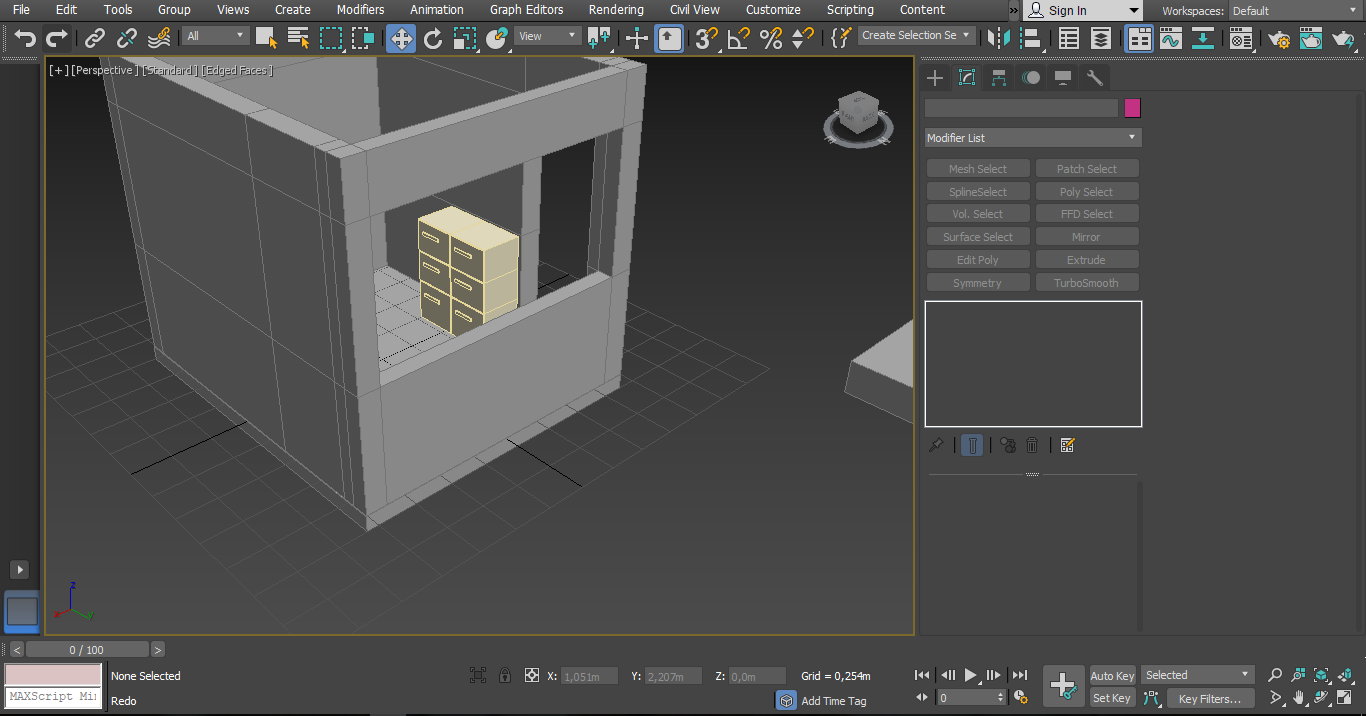 File Edit Tools Group Views Create Modifiers Animation Graph Editors Rendering Civil View Customize Scripting Content » Sign In Workspaces: Default
All View 3 Create Selection Se
[+] [Perspective] [Standard] [Edged Faces]
Modifier List
Mesh Select Patch Select
SplineSelect Poly Select
Vol. Select FFD Select
Surface Select Mirror
Edit Poly Extrude
Symmetry TurboSmooth
z
x y
< 0 / 100 >
None Selected X: 1,051m Y: 2,207m Z: 0,0m Grid = 0,254m Auto Key Selected
MAXScript Mi
Redo Add Time Tag 0 Set Key Key Filters...